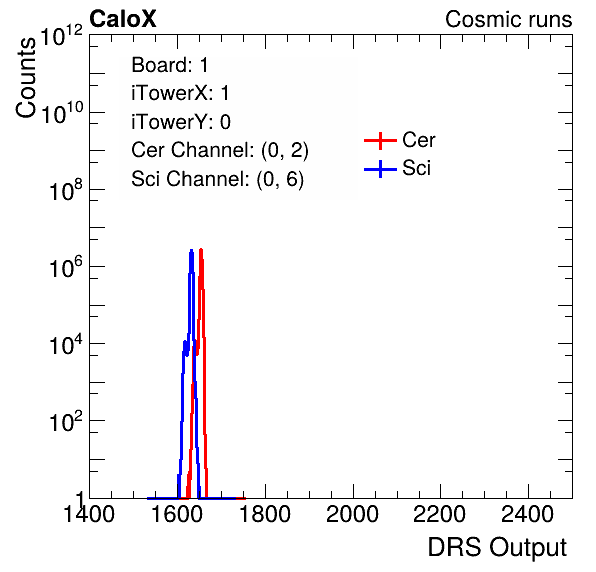 CaloX Cosmic runs
Counts
Board: 1
iTowerX: 1
iTowerY: 0
Cer Channel: (0, 2)
Sci Channel: (0, 6)
Cer
Sci
10^12
10^10
10^8
10^6
10^4
10^2
1
1400 1600 1800 2000 2200 2400
DRS Output